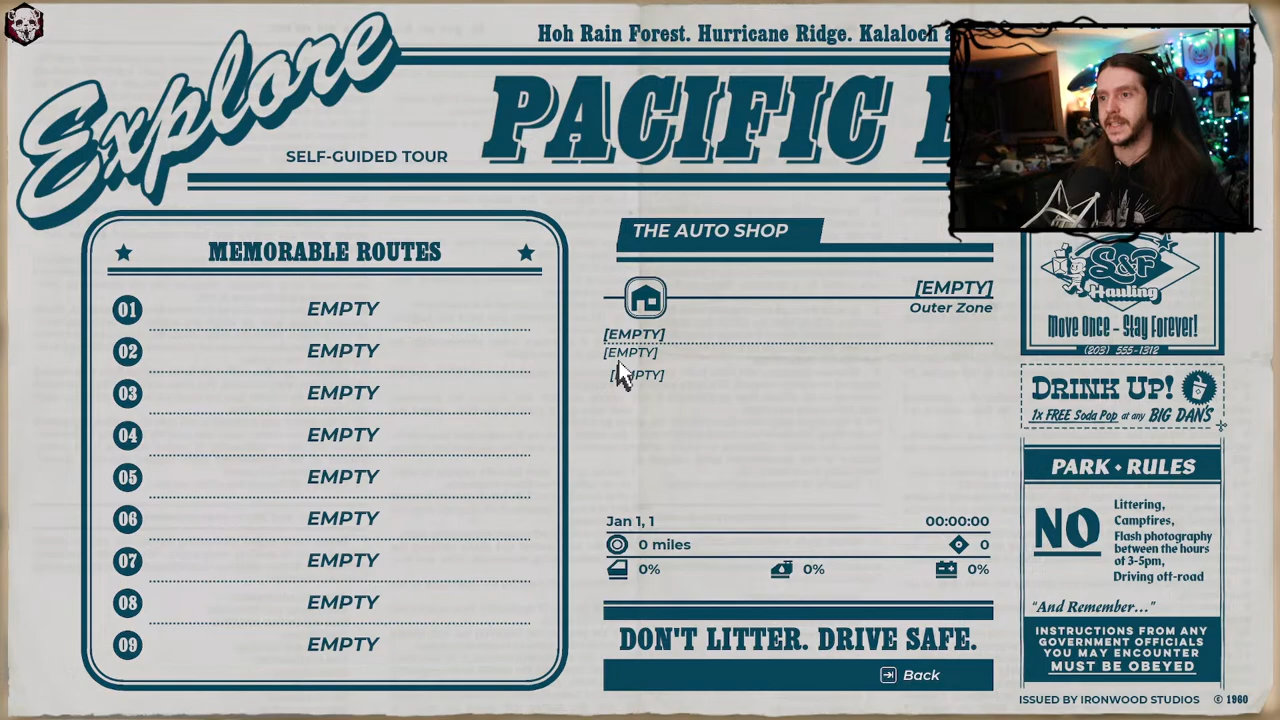 Explore
Hoh Rain Forest. Hurricane Ridge. Kalaloch
PACIFIC
SELF-GUIDED TOUR
MEMORABLE ROUTES
01 EMPTY
02 EMPTY
03 EMPTY
04 EMPTY
05 EMPTY
06 EMPTY
07 EMPTY
08 EMPTY
09 EMPTY
THE AUTO SHOP
[EMPTY]
Outer Zone
[EMPTY]
[EMPTY]
Jan 1, 1 00:00:00
0 miles 0
0% 0% 0%
DON'T LITTER. DRIVE SAFE.
Back
S&F
Hauling
Move Once - Stay Forever!
(203) 555-1312
DRINK UP!
1x FREE Soda Pop at any BIG DAN'S
PARK • RULES
NO
Littering,
Campfires,
Flash photography
between the hours
of 3-5pm,
Driving off-road
"And Remember..."
INSTRUCTIONS FROM ANY
GOVERNMENT OFFICIALS
YOU MAY ENCOUNTER
MUST BE OBEYED
ISSUED BY IRONWOOD STUDIOS © 1960